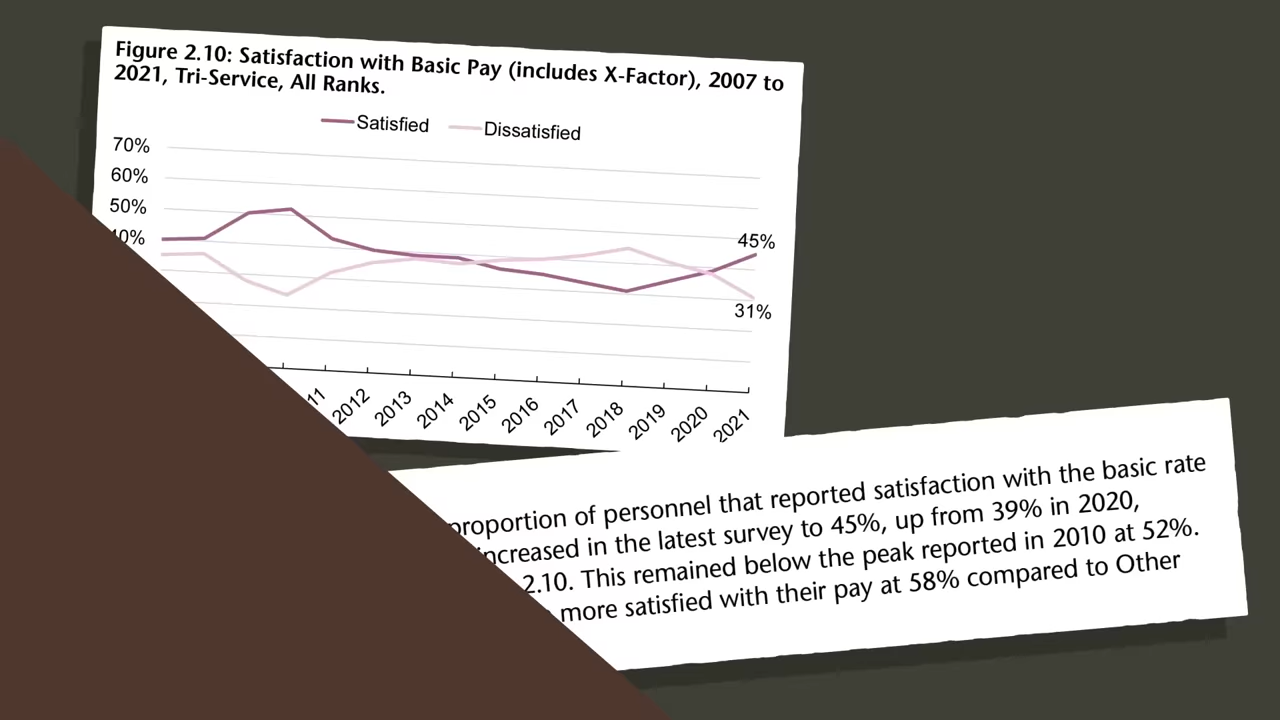 Figure 2.10: Satisfaction with Basic Pay (includes X-Factor), 2007 to
2021, Tri-Service, All Ranks.
Satisfied Dissatisfied
70%
60%
50%
40%
45%
31%
11 2012 2013 2014 2015 2016 2017 2018 2019 2020 2021
proportion of personnel that reported satisfaction with the basic rate
increased in the latest survey to 45%, up from 39% in 2020,
2.10. This remained below the peak reported in 2010 at 52%.
more satisfied with their pay at 58% compared to Other